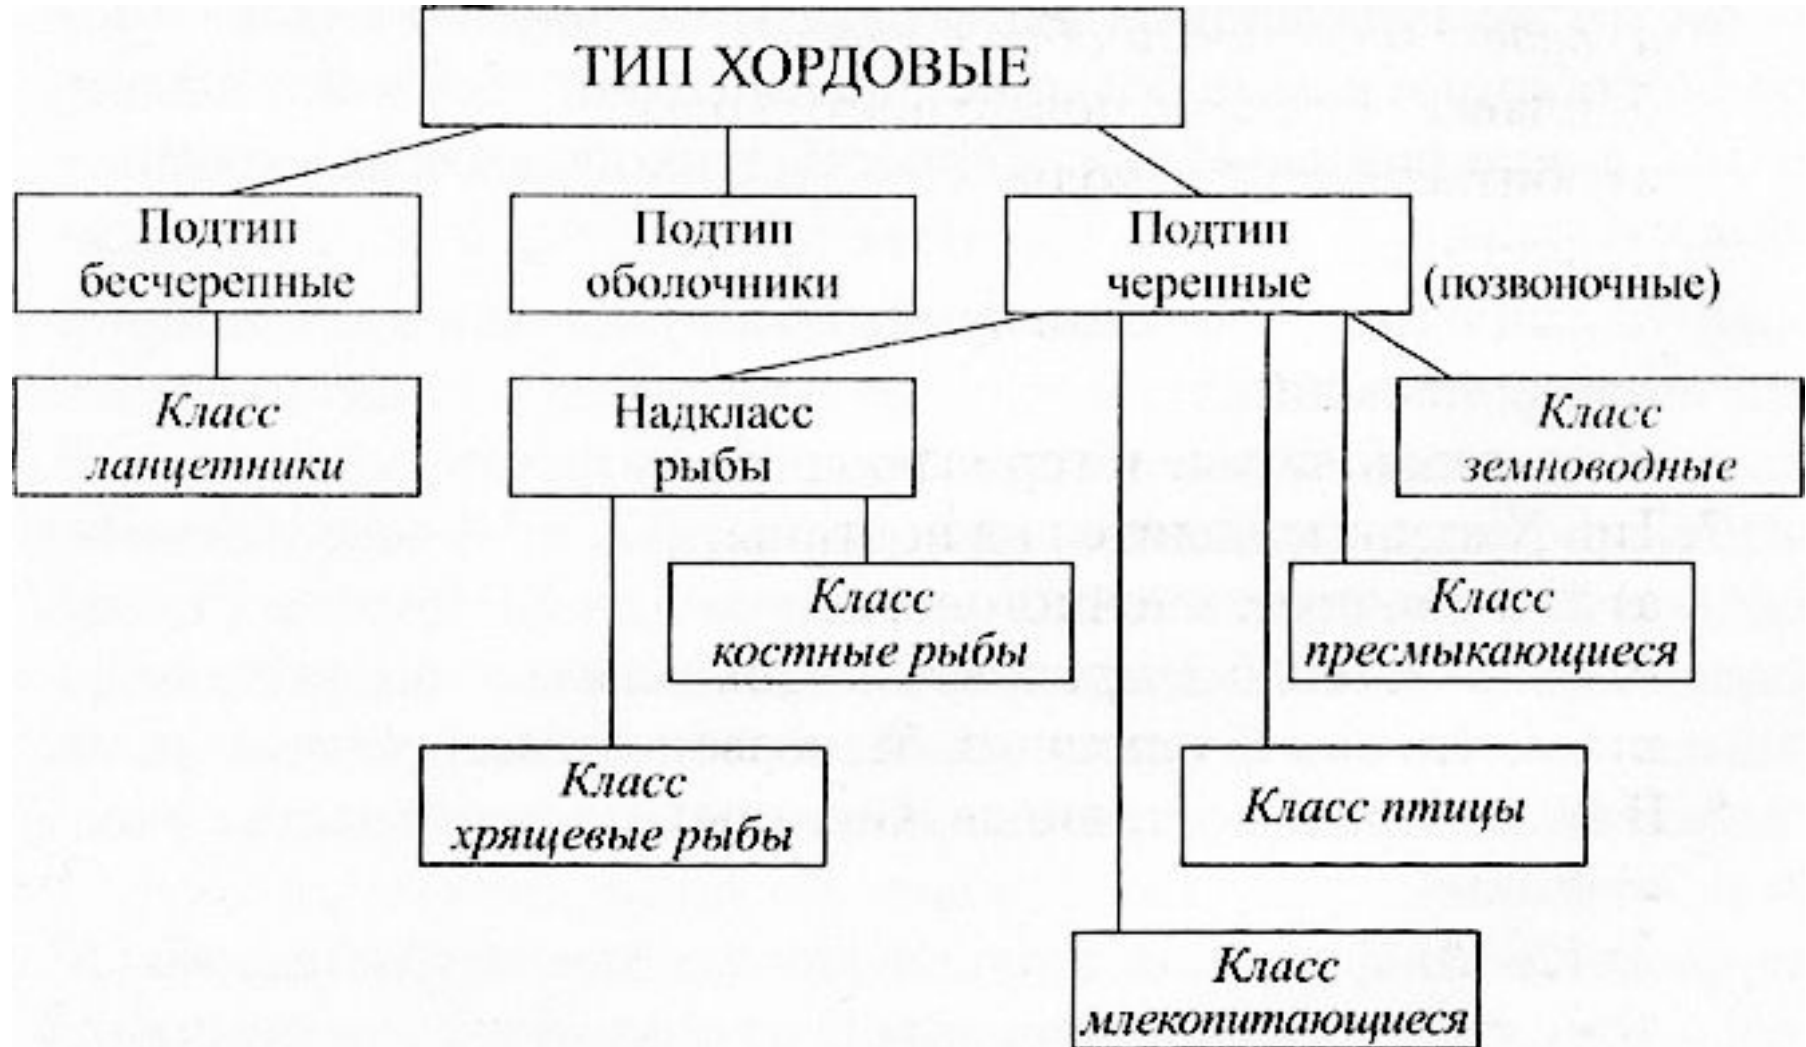 ТИП ХОРДОВЫЕ
Подтип
бесчерепные
Подтип
оболочники
Подтип
черепные
(позвоночные)
Класс
ланцетники
Надкласс
рыбы
Класс
земноводные
Класс
костные рыбы
Класс
пресмыкающиеся
Класс
хрящевые рыбы
Класс птицы
Класс
млекопитающиеся